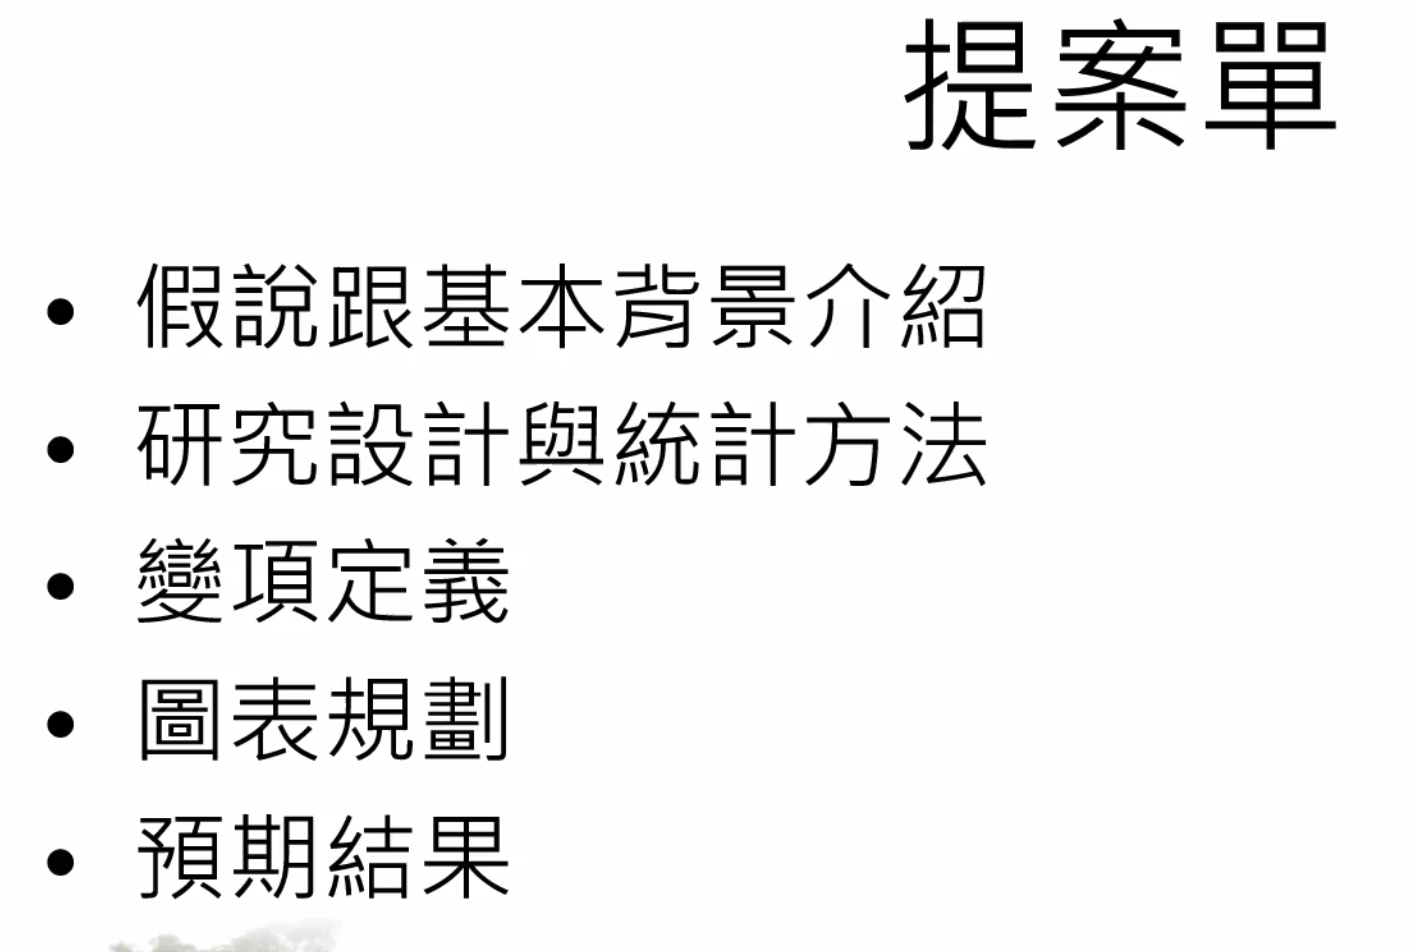 提案單
• 假說跟基本背景介紹
• 研究設計與統計方法
• 變項定義
• 圖表規劃
• 預期結果